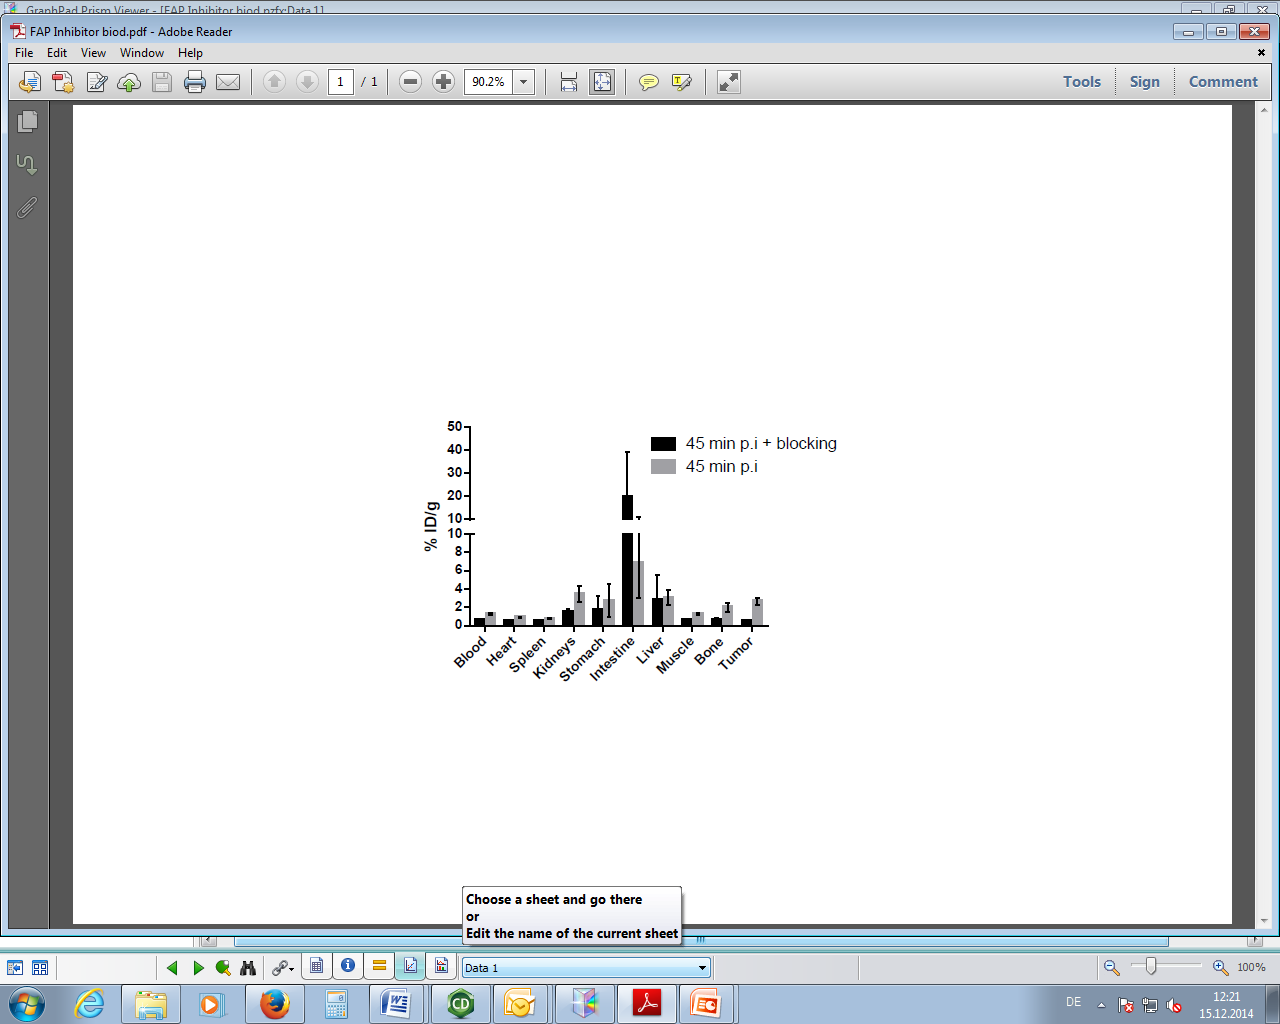 GraphPad Prism Viewer - [FAP Inhibitor biod.pzfx:Data 1]
FAP Inhibitor biod.pdf - Adobe Reader
File Edit View Window Help
1 / 1 90.2% Tools Sign Comment
50
40
30
20
10
10
8
6
4
2
0
% ID/g
45 min p.i + blocking
45 min p.i
Blood
Heart
Spleen
Kidneys
Stomach
Intestine
Liver
Muscle
Bone
Tumor
Choose a sheet and go there
or
Edit the name of the current sheet
Data 1 100%
DE 12:21
15.12.2014